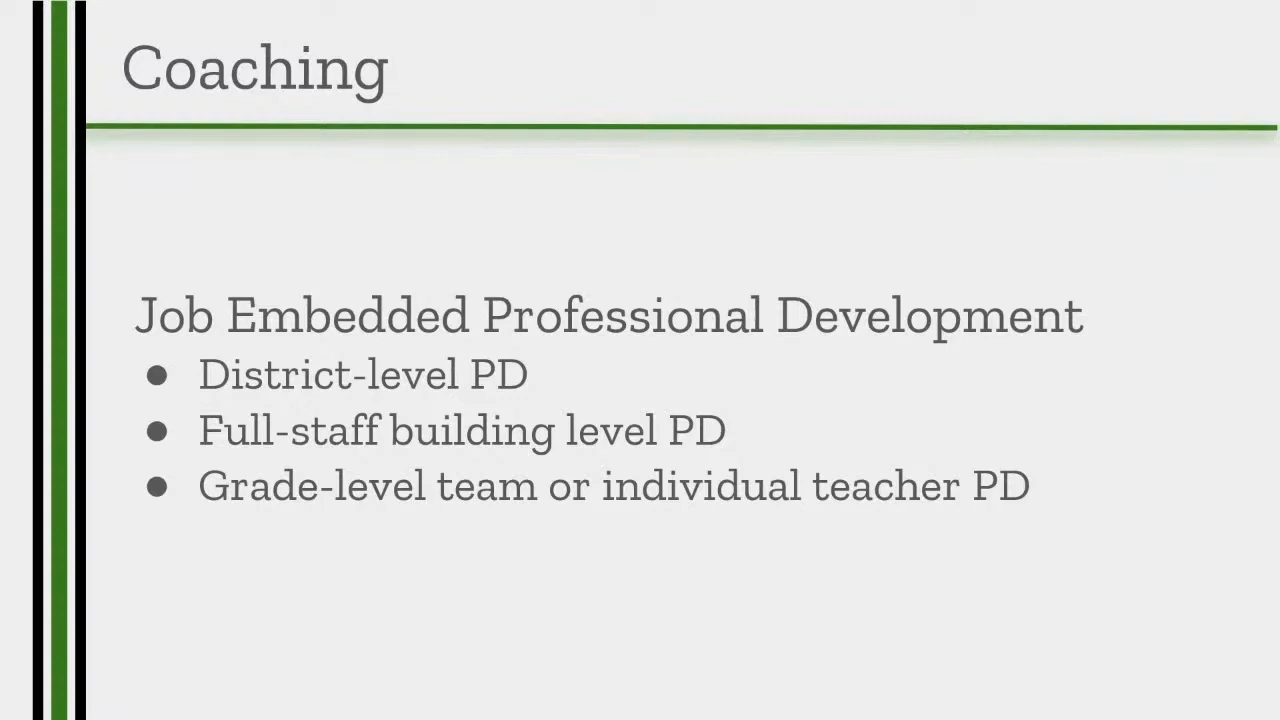 Coaching
Job Embedded Professional Development
● District-level PD
● Full-staff building level PD
● Grade-level team or individual teacher PD